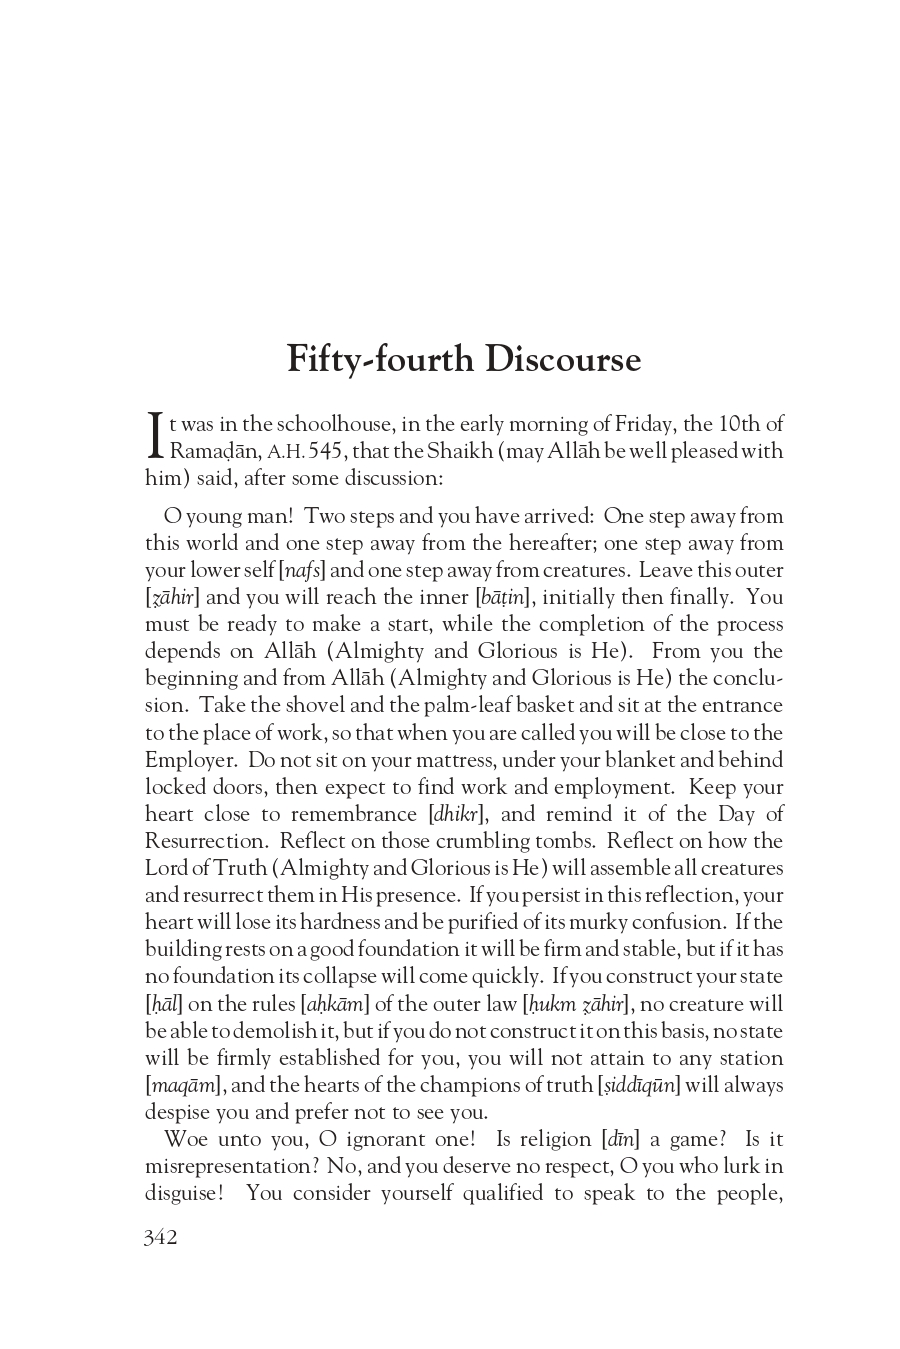 Fifty-fourth Discourse
It was in the schoolhouse, in the early morning of Friday, the 10th of
Ramaḍān, A.H. 545, that the Shaikh (may Allāh be well pleased with
him) said, after some discussion:
O young man! Two steps and you have arrived: One step away from
this world and one step away from the hereafter; one step away from
your lower self [nafs] and one step away from creatures. Leave this outer
[ẓāhir] and you will reach the inner [bāṭin], initially then finally. You
must be ready to make a start, while the completion of the process
depends on Allāh (Almighty and Glorious is He). From you the
beginning and from Allāh (Almighty and Glorious is He) the conclu-
sion. Take the shovel and the palm-leaf basket and sit at the entrance
to the place of work, so that when you are called you will be close to the
Employer. Do not sit on your mattress, under your blanket and behind
locked doors, then expect to find work and employment. Keep your
heart close to remembrance [dhikr], and remind it of the Day of
Resurrection. Reflect on those crumbling tombs. Reflect on how the
Lord of Truth (Almighty and Glorious is He) will assemble all creatures
and resurrect them in His presence. If you persist in this reflection, your
heart will lose its hardness and be purified of its murky confusion. If the
building rests on a good foundation it will be firm and stable, but if it has
no foundation its collapse will come quickly. If you construct your state
[ḥāl] on the rules [aḥkām] of the outer law [ḥukm ẓāhir], no creature will
be able to demolish it, but if you do not construct it on this basis, no state
will be firmly established for you, you will not attain to any station
[maqām], and the hearts of the champions of truth [ṣiddīqūn] will always
despise you and prefer not to see you.
Woe unto you, O ignorant one! Is religion [dīn] a game? Is it
misrepresentation? No, and you deserve no respect, O you who lurk in
disguise! You consider yourself qualified to speak to the people,
342